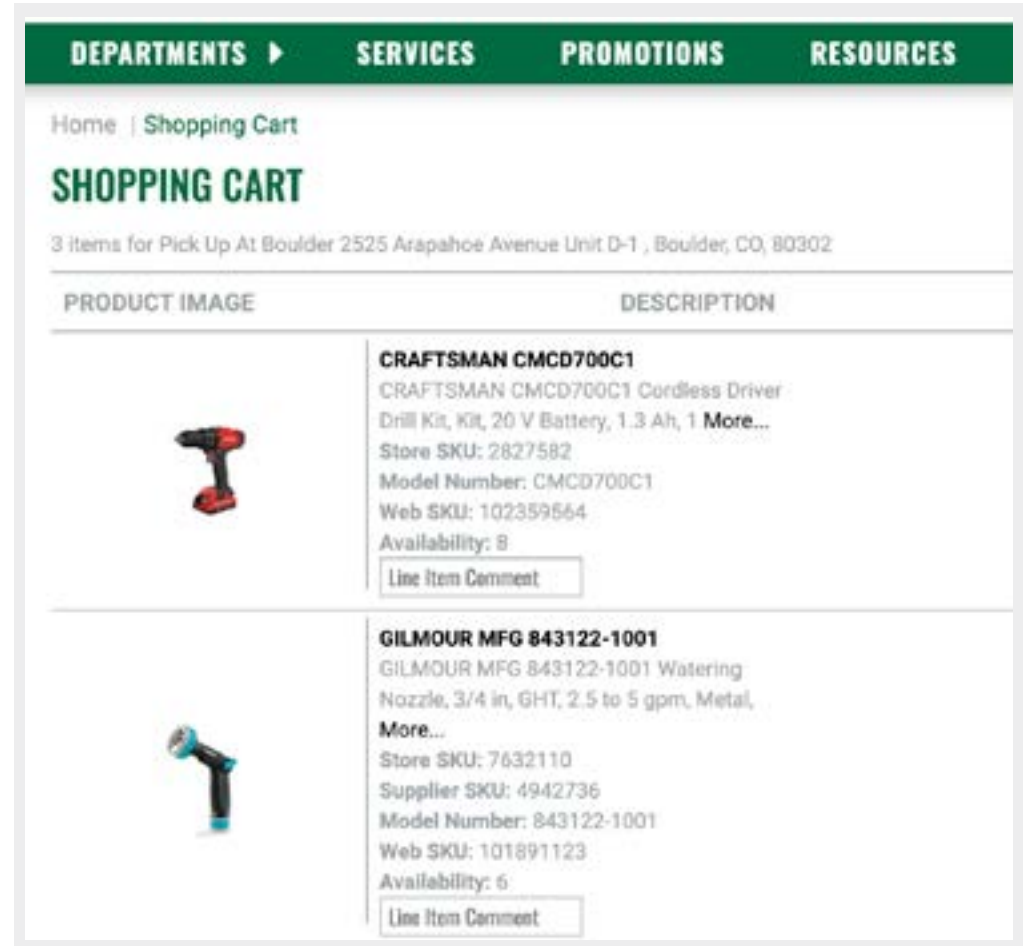 DEPARTMENTS SERVICES PROMOTIONS RESOURCES
Home | Shopping Cart
SHOPPING CART
3 items for Pick Up At Boulder 2525 Arapahoe Avenue Unit D-1 , Boulder, CO, 80302
PRODUCT IMAGE DESCRIPTION
CRAFTSMAN CMCD700C1
CRAFTSMAN CMCD700C1 Cordless Driver
Drill Kit, Kit, 20 V Battery, 1.3 Ah, 1 More...
Store SKU: 2827582
Model Number: CMCD700C1
Web SKU: 102359564
Availability: 8
Line Item Comment
GILMOUR MFG 843122-1001
GILMOUR MFG 843122-1001 Watering
Nozzle, 3/4 in, GHT, 2.5 to 5 gpm, Metal,
More...
Store SKU: 7632110
Supplier SKU: 4942736
Model Number: 843122-1001
Web SKU: 101891123
Availability: 6
Line Item Comment